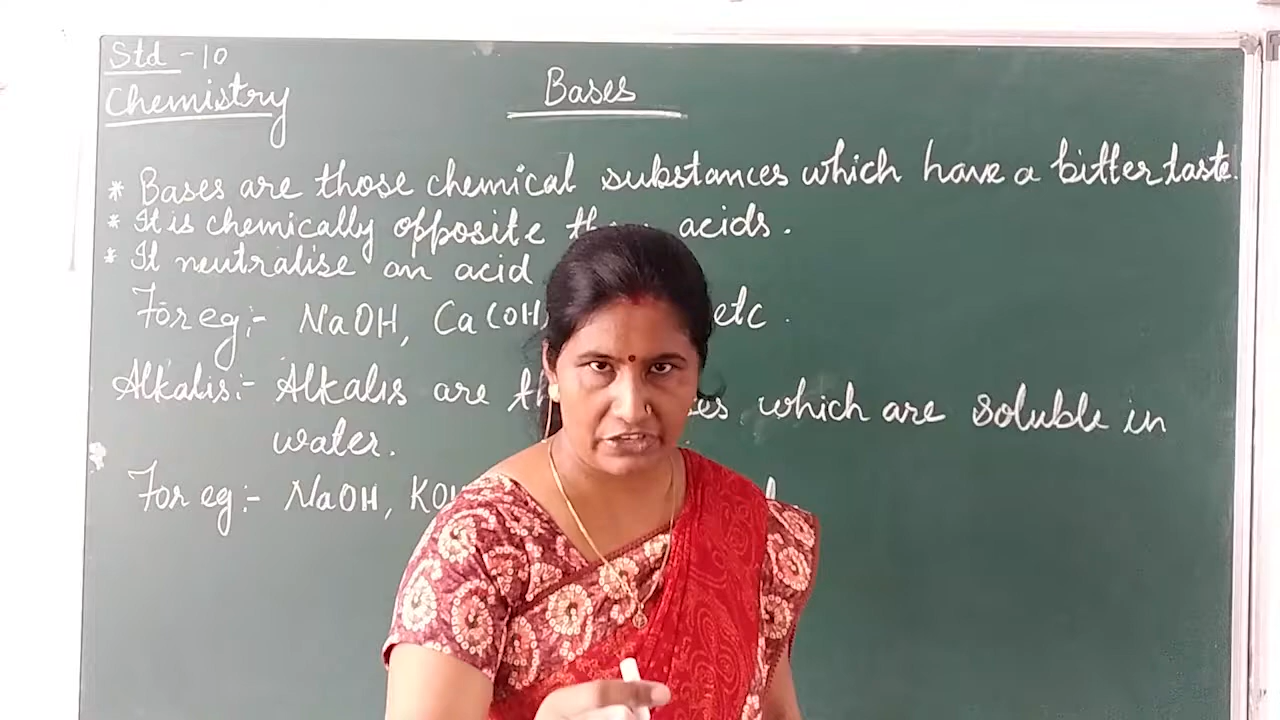 Std - 10
Chemistry
Bases
* Bases are those chemical substances which have a bitter taste.
* It is chemically opposite acids.
* It neutralise an acid
For eg:- NaOH, Ca(OH) etc.
Alkalis:- Alkalis are which are soluble in
water.
For eg:- NaOH,